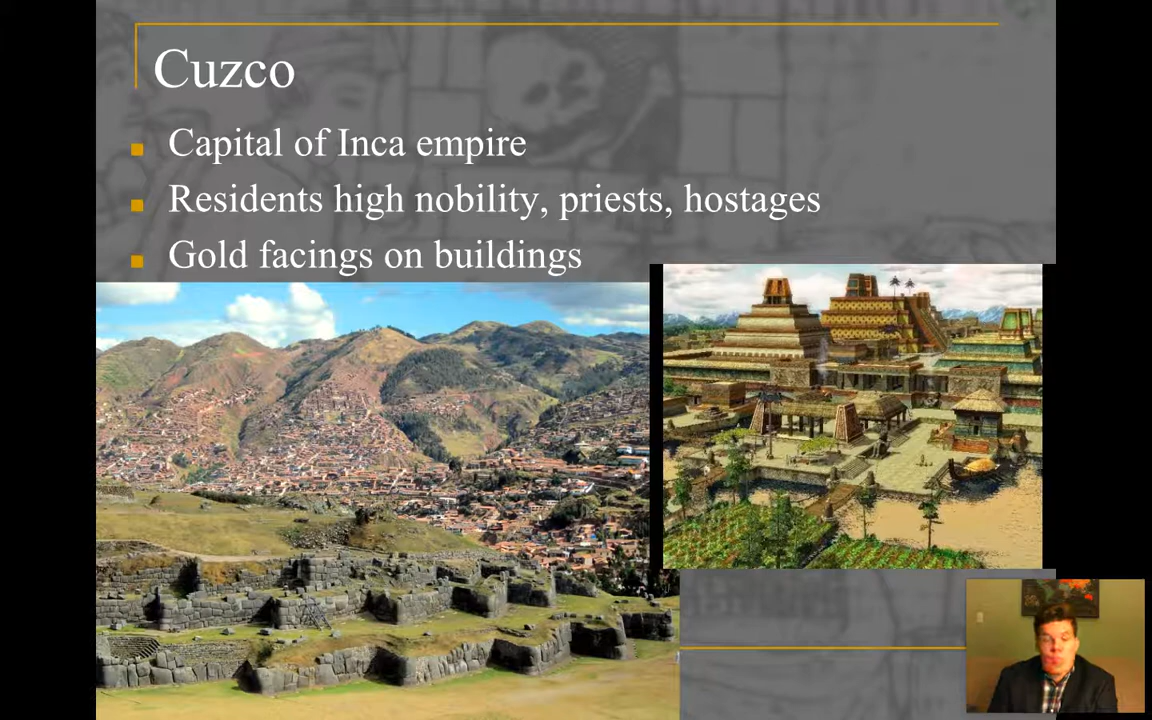 Cuzco
Capital of Inca empire
Residents high nobility, priests, hostages
Gold facings on buildings